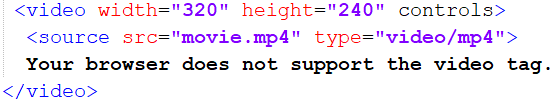 <video width="320" height="240" controls>
<source src="movie.mp4" type="video/mp4">
Your browser does not support the video tag.
</video>